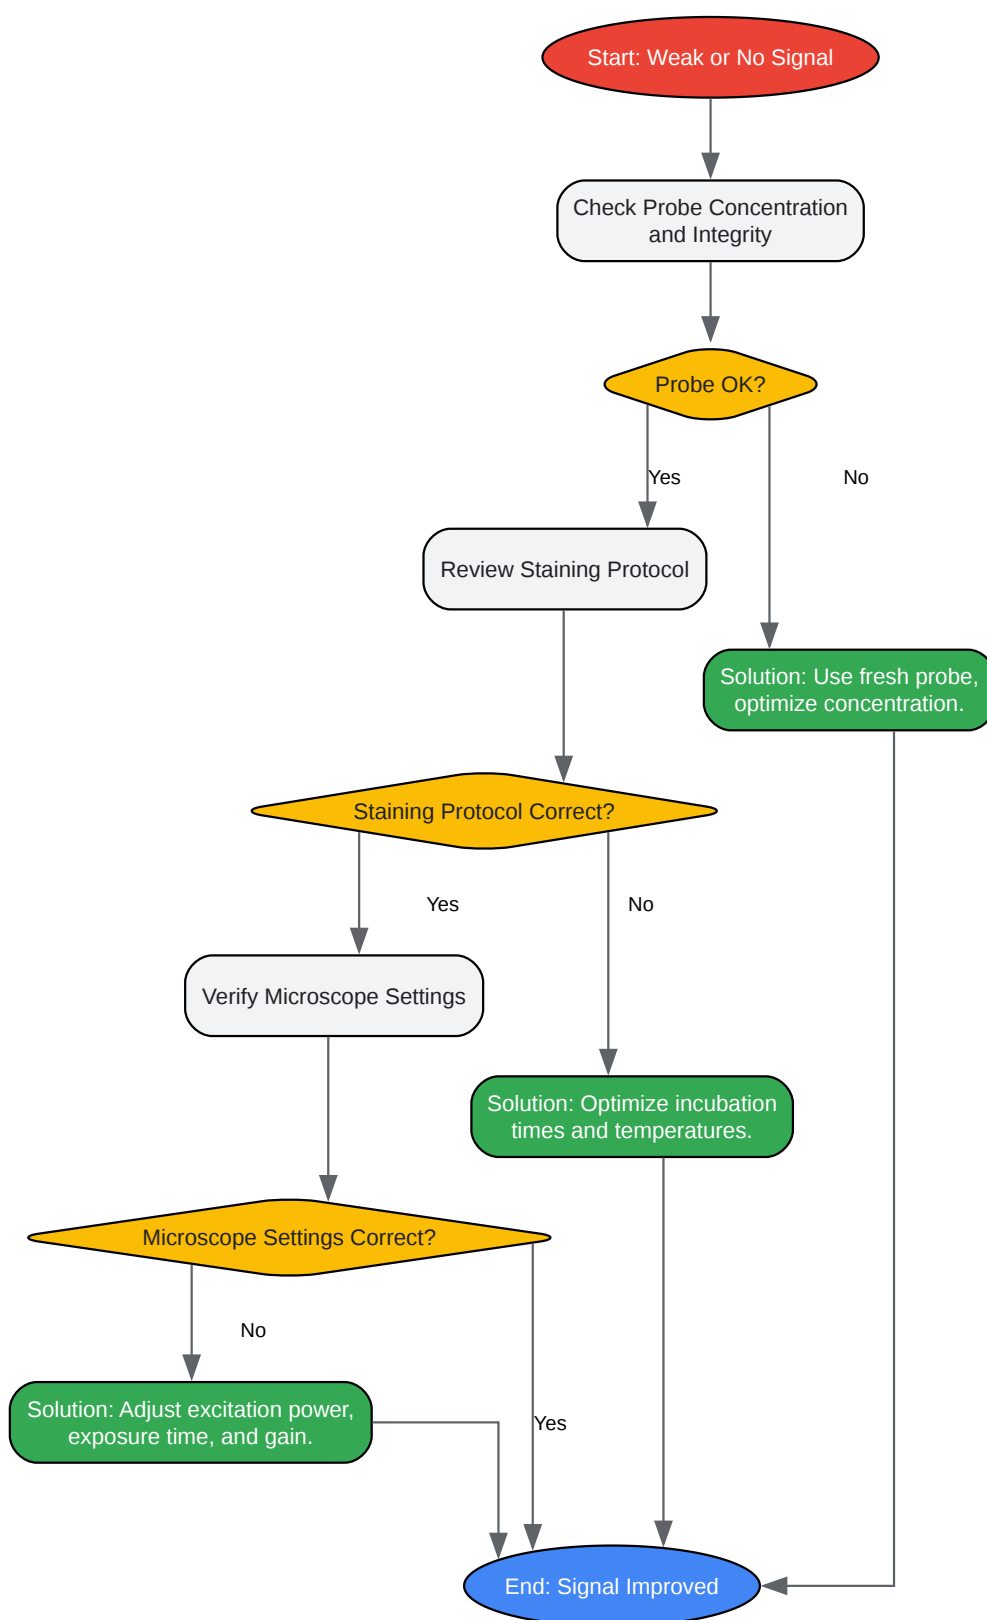 Start: Weak or No Signal
Check Probe Concentration
and Integrity
Probe OK?
Yes
No
Review Staining Protocol
Solution: Use fresh probe,
optimize concentration.
Staining Protocol Correct?
Yes
No
Verify Microscope Settings
Solution: Optimize incubation
times and temperatures.
Microscope Settings Correct?
No
Solution: Adjust excitation power,
exposure time, and gain.
Yes
End: Signal Improved